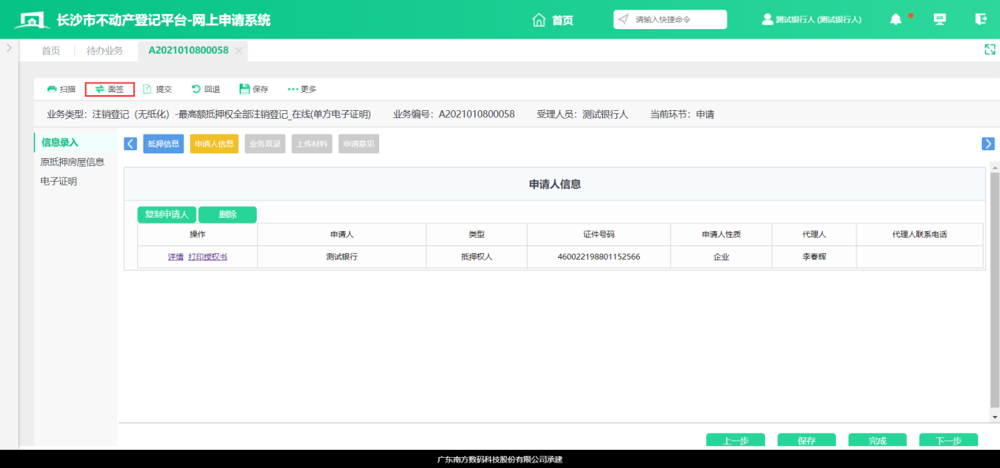 长沙市不动产登记平台-网上申请系统
首页
请输入快捷命令
测试银行人 (测试银行人)
首页
待办业务
A2021010800058
扫描
面签
提交
回退
保存
更多
业务类型：注销登记（无纸化）-最高额抵押权全部注销登记_在线(单方电子证明)
业务编号：A2021010800058
受理人员：测试银行人
当前环节：申请
信息录入
原抵押房屋信息
电子证明
抵押信息
申请人信息
业务双录
上传材料
申请意见
申请人信息
复制申请人
删除
操作
申请人
类型
证件号码
申请人性质
代理人
代理人联系电话
详情 打印授权书
测试银行
抵押权人
460022198801152566
企业
李春辉
上一步
保存
完成
下一步
广东南方数码科技股份有限公司承建